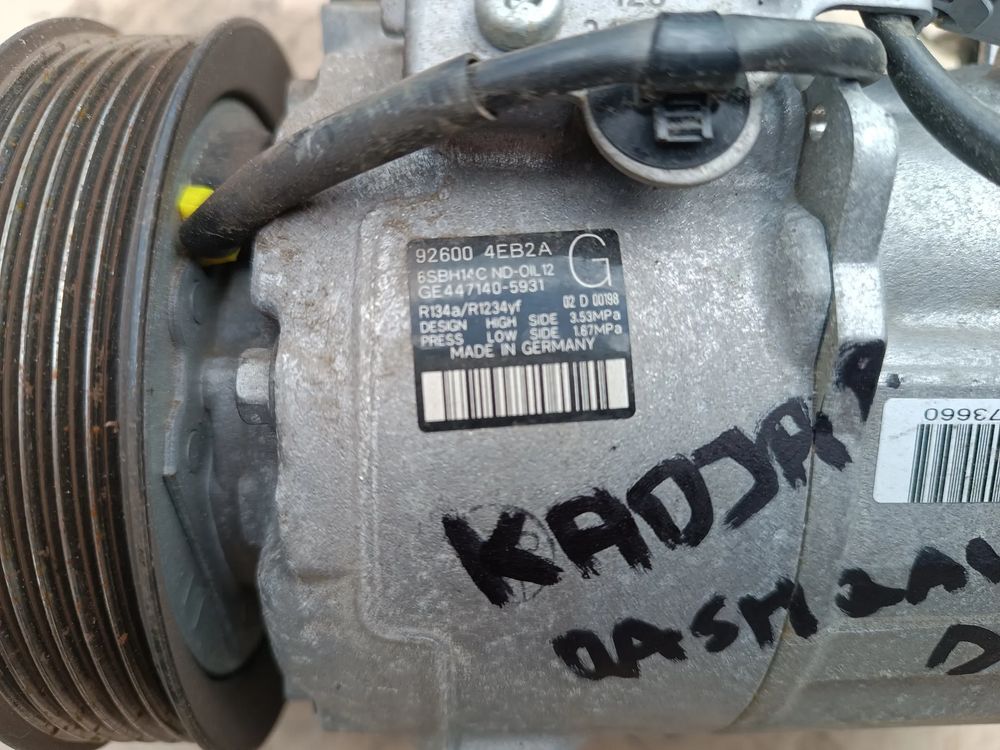 126
92600 4EB2A
G
6SBH14C ND-OIL12
GE447140-5931
R134a/R1234yf 02 D 00198
DESIGN HIGH SIDE 3.53MPa
PRESS LOW SIDE 1.67MPa
MADE IN GERMANY
73660
KADJAR